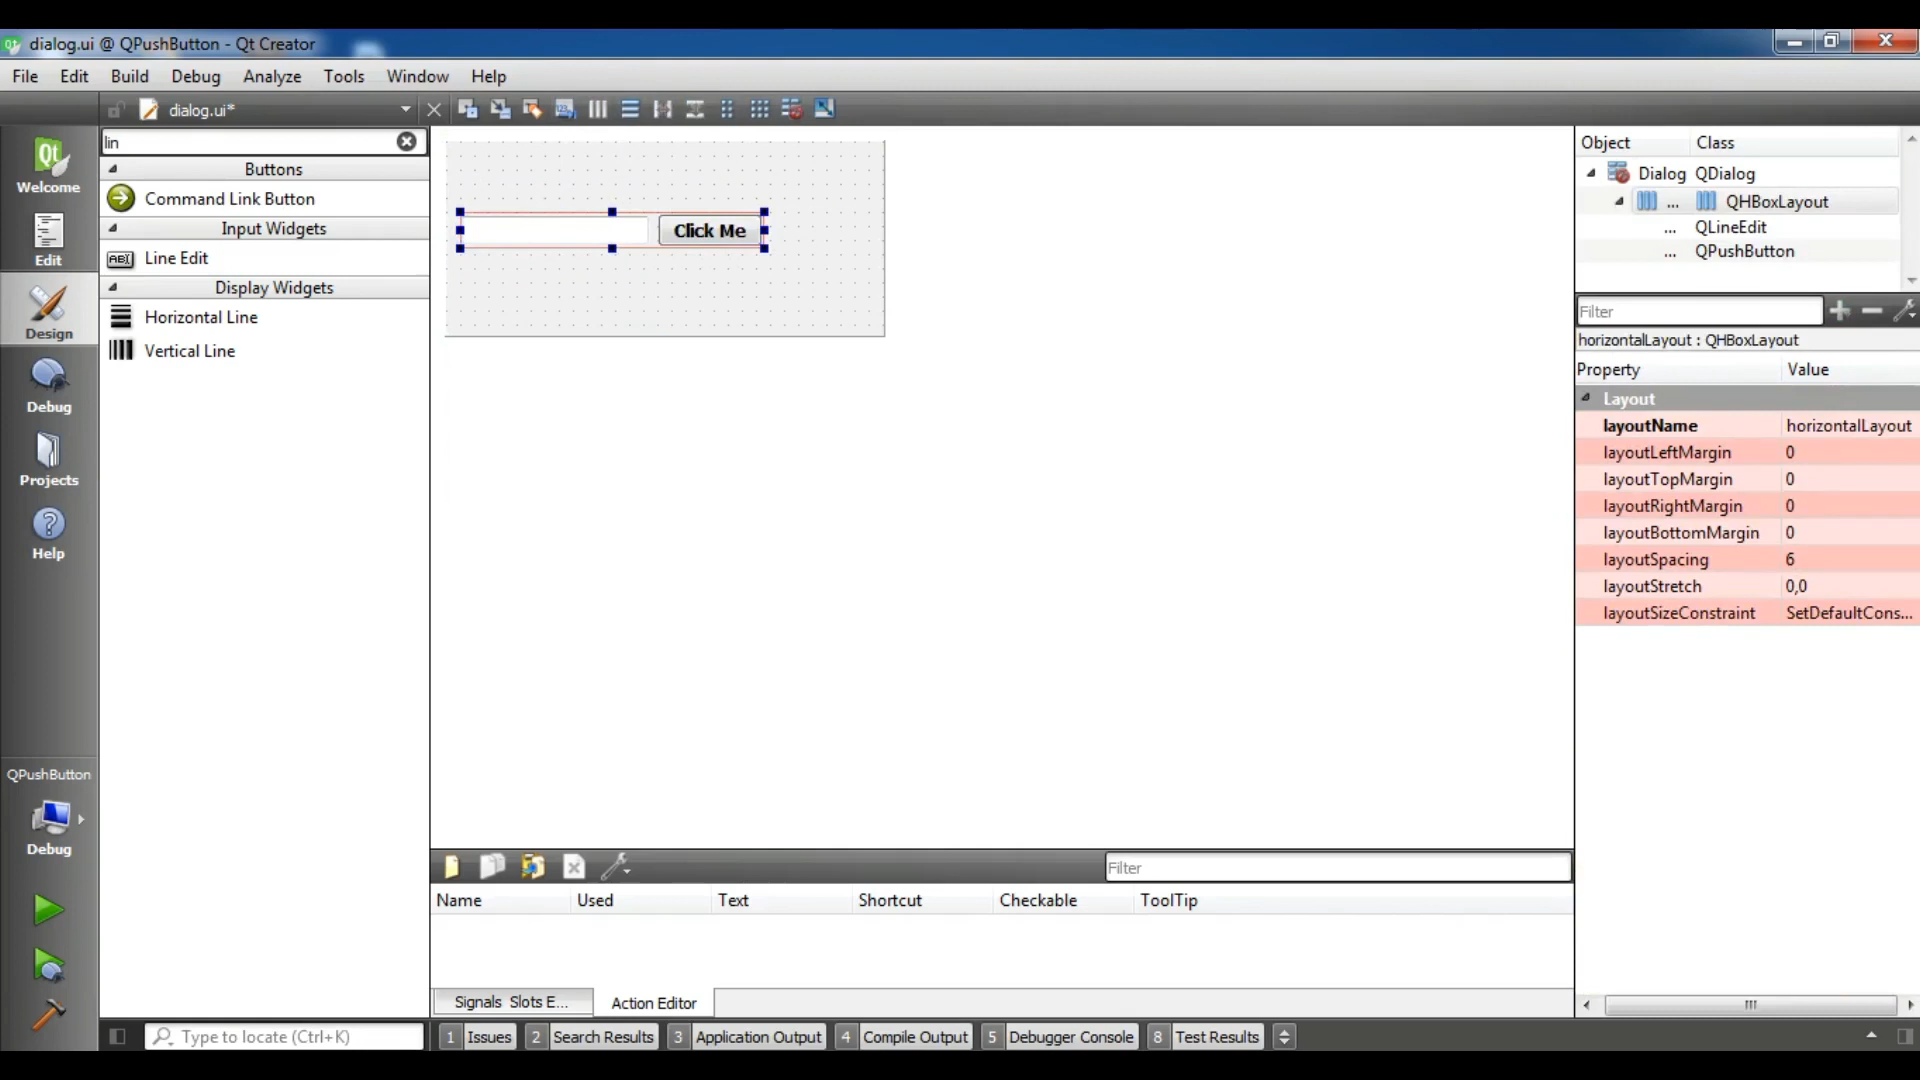 dialog.ui @ QPushButton - Qt Creator
File Edit Build Debug Analyze Tools Window Help
dialog.ui*
lin
Buttons
Command Link Button
Input Widgets
Line Edit
Display Widgets
Horizontal Line
Vertical Line
Qt
Welcome
Edit
Design
Debug
Projects
Help
QPushButton
Debug
Click Me
Object Class
Dialog QDialog
... QHBoxLayout
... QLineEdit
... QPushButton
Filter
horizontalLayout : QHBoxLayout
Property Value
Layout
layoutName horizontalLayout
layoutLeftMargin 0
layoutTopMargin 0
layoutRightMargin 0
layoutBottomMargin 0
layoutSpacing 6
layoutStretch 0,0
layoutSizeConstraint SetDefaultCons...
Filter
Name Used Text Shortcut Checkable ToolTip
Signals Slots E... Action Editor
Type to locate (Ctrl+K) 1 Issues 2 Search Results 3 Application Output 4 Compile Output 5 Debugger Console 8 Test Results